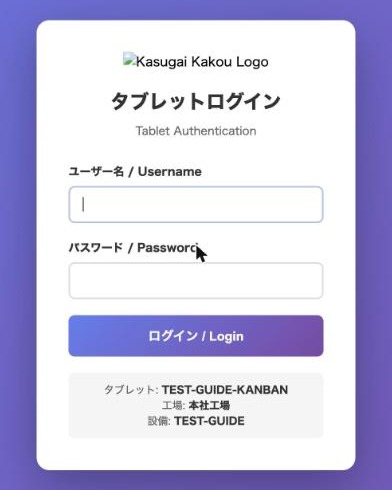 Kasugai Kakou Logo
タブレットログイン
Tablet Authentication
ユーザー名 / Username
パスワード / Password
ログイン / Login
タブレット: TEST-GUIDE-KANBAN
工場: 本社工場
設備: TEST-GUIDE